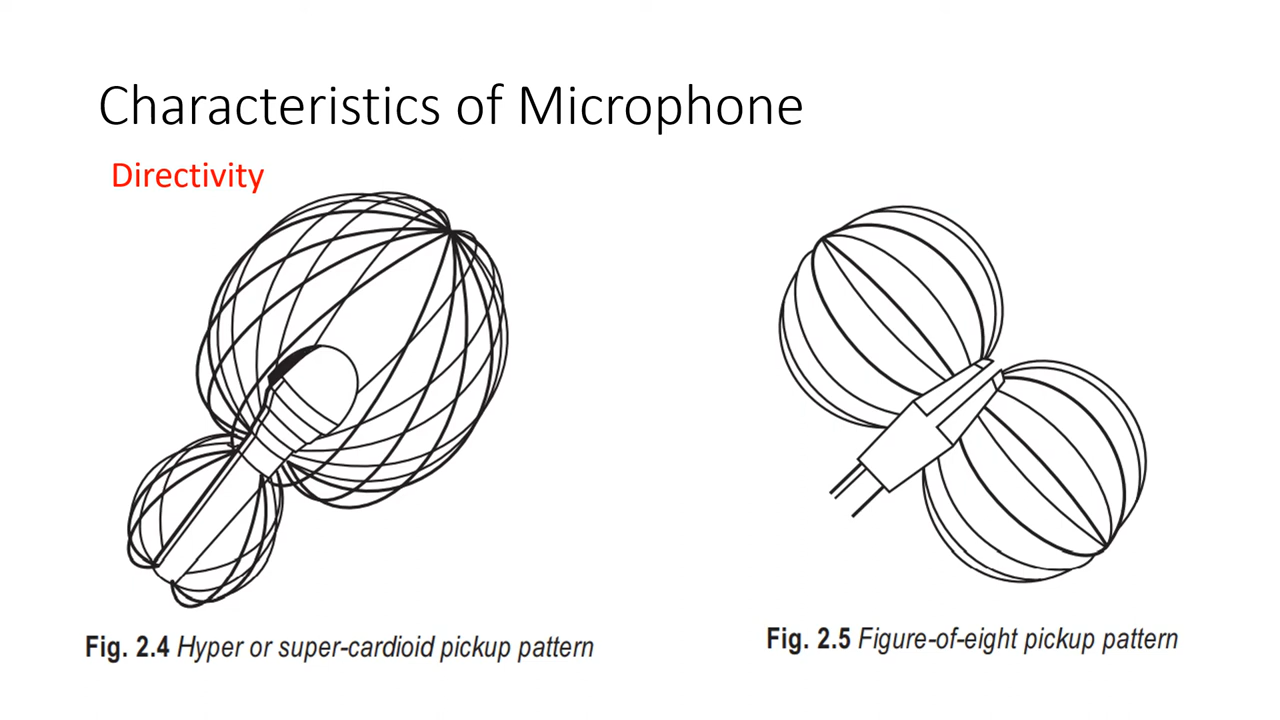 Characteristics of Microphone
Directivity
Fig. 2.4 Hyper or super-cardioid pickup pattern
Fig. 2.5 Figure-of-eight pickup pattern